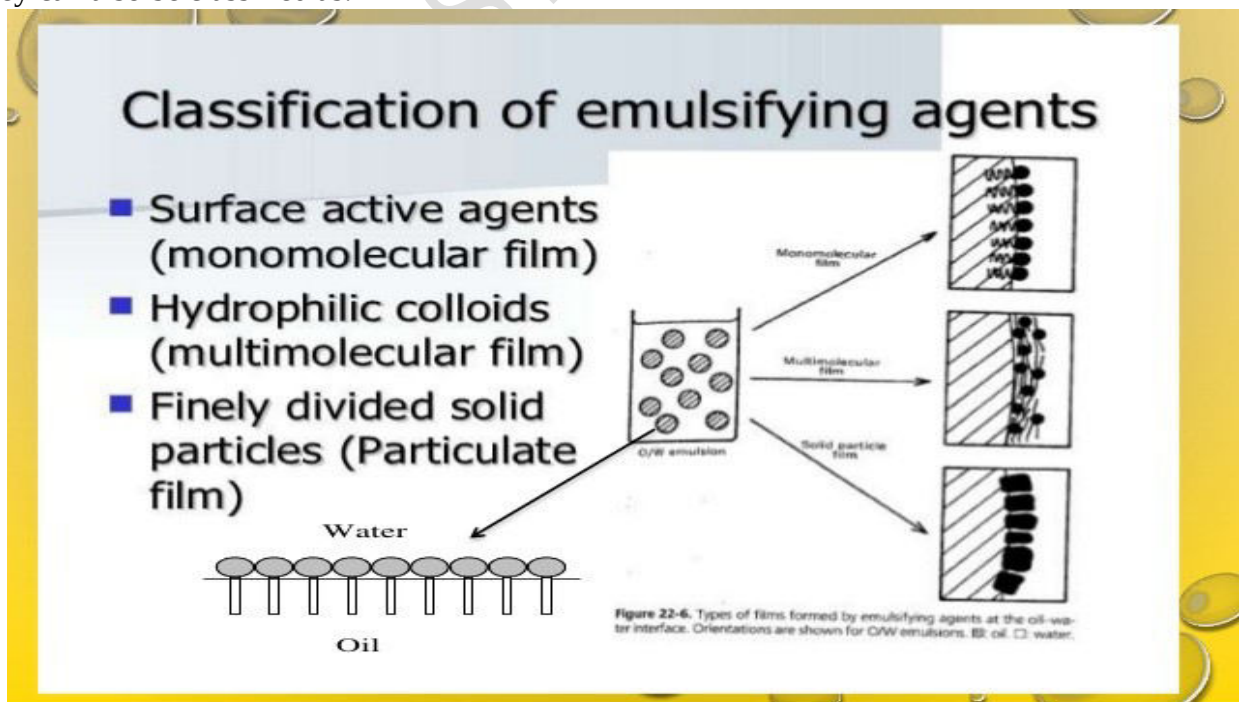 Classification of emulsifying agents
Surface active agents
(monomolecular film)
Hydrophilic colloids
(multimolecular film)
Finely divided solid
particles (Particulate
film)
Monomolecular
film
Multimolecular
film
Solid particle
film
O/W emulsion
Water
Oil
Figure 22-6. Types of films formed by emulsifying agents at the oil-wa-
ter interface. Orientations are shown for O/W emulsions. ▨: oil. □: water.